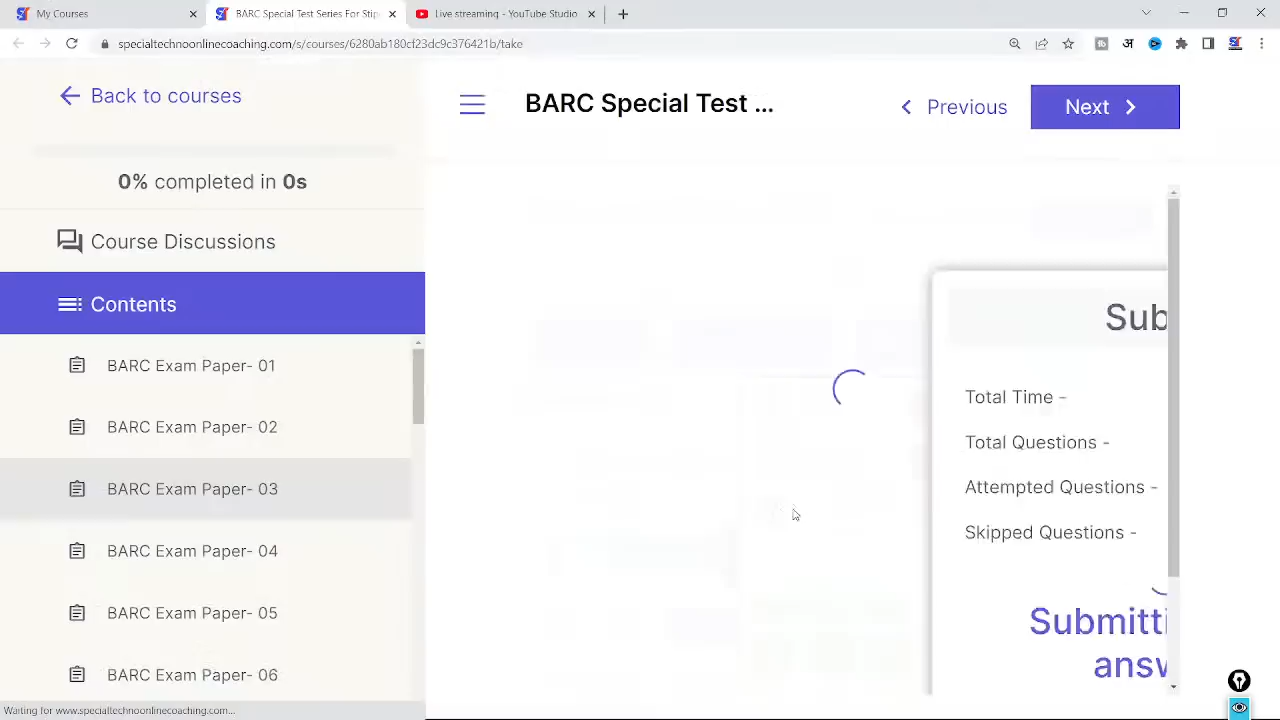 My Courses
BARC Special Test Series For Stip
Live streaming - YouTube Studio
specialtechnoonlinecoaching.com/s/courses/6280ab180cf23dc9c376421b/take
Back to courses
BARC Special Test ...
Previous
Next
0% completed in 0s
Course Discussions
Contents
BARC Exam Paper- 01
BARC Exam Paper- 02
BARC Exam Paper- 03
BARC Exam Paper- 04
BARC Exam Paper- 05
BARC Exam Paper- 06
Sub
Total Time -
Total Questions -
Attempted Questions -
Skipped Questions -
Submitti
answ
Waiting for www.specialtechnoonlinecoaching.com...